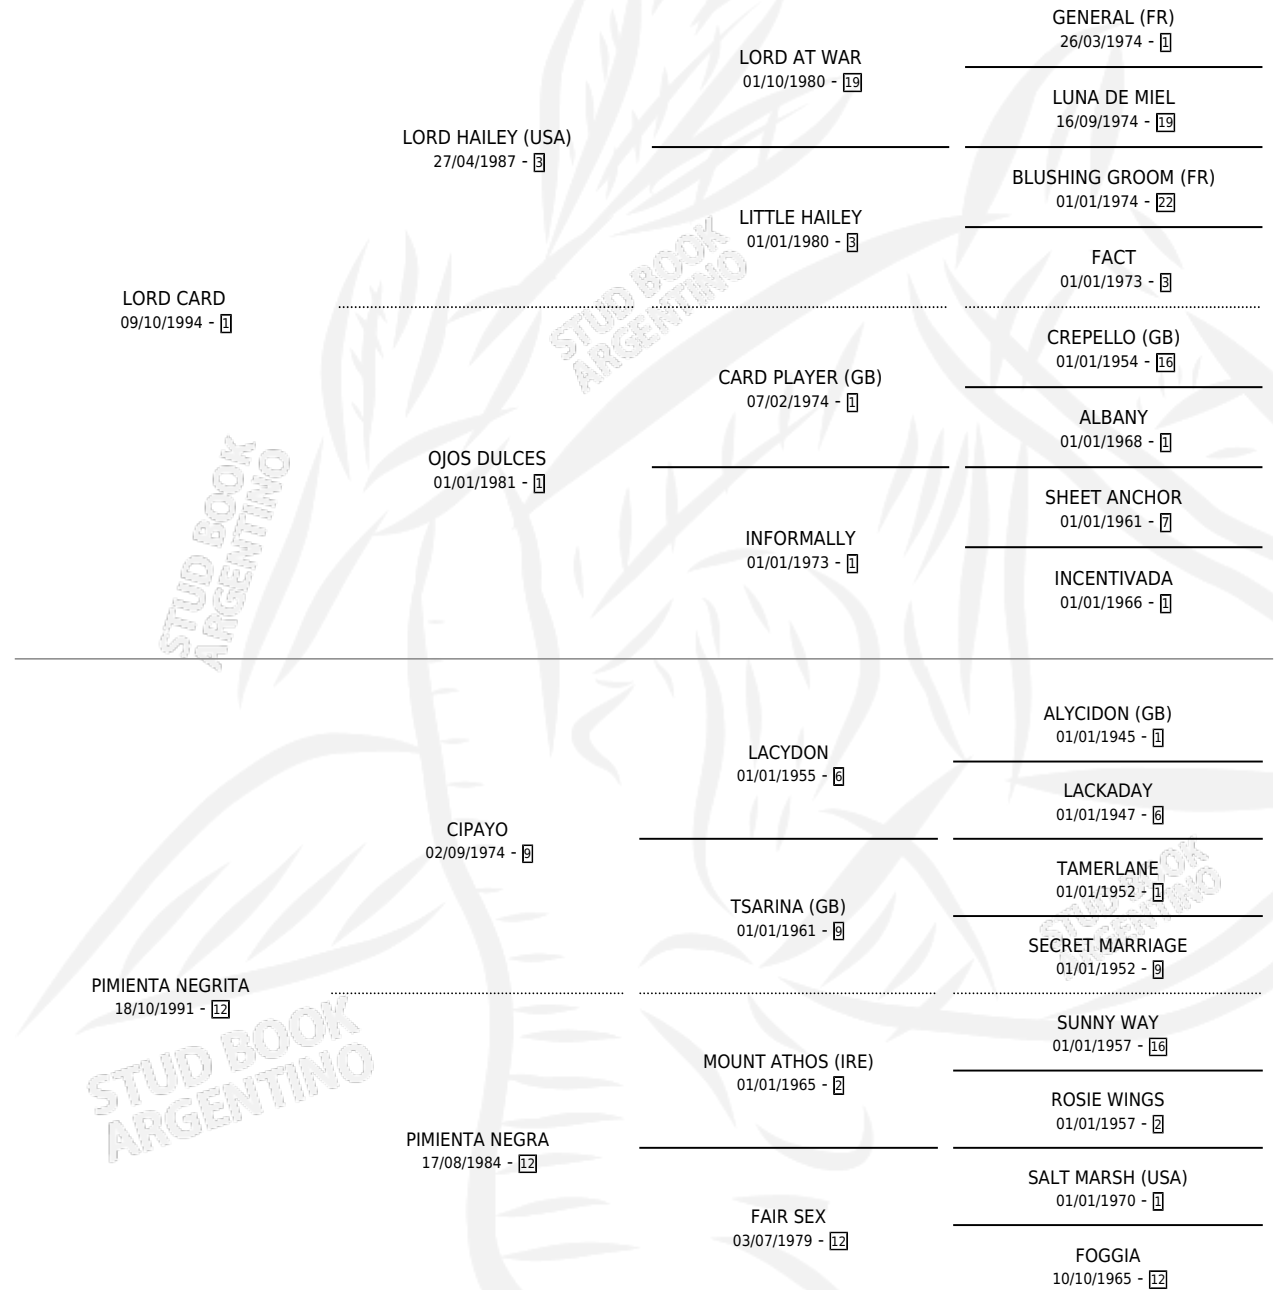 GENERAL (FR)
26/03/1974 - 1
LORD AT WAR
01/10/1980 - 19
LUNA DE MIEL
16/09/1974 - 19
LORD HAILEY (USA)
27/04/1987 - 3
BLUSHING GROOM (FR)
01/01/1974 - 22
LITTLE HAILEY
01/01/1980 - 3
FACT
01/01/1973 - 3
LORD CARD
09/10/1994 - 1
CREPELLO (GB)
01/01/1954 - 16
CARD PLAYER (GB)
07/02/1974 - 1
ALBANY
01/01/1968 - 1
OJOS DULCES
01/01/1981 - 1
SHEET ANCHOR
01/01/1961 - 7
INFORMALLY
01/01/1973 - 1
INCENTIVADA
01/01/1966 - 1
ALYCIDON (GB)
01/01/1945 - 1
LACYDON
01/01/1955 - 6
LACKADAY
01/01/1947 - 6
CIPAYO
02/09/1974 - 9
TAMERLANE
01/01/1952 - 1
TSARINA (GB)
01/01/1961 - 9
SECRET MARRIAGE
01/01/1952 - 9
PIMIENTA NEGRITA
18/10/1991 - 12
SUNNY WAY
01/01/1957 - 16
MOUNT ATHOS (IRE)
01/01/1965 - 2
ROSIE WINGS
01/01/1957 - 2
PIMIENTA NEGRA
17/08/1984 - 12
SALT MARSH (USA)
01/01/1970 - 1
FAIR SEX
03/07/1979 - 12
FOGGIA
10/10/1965 - 12
STUD BOOK
ARGENTINO
STUD BOOK
ARGENTINO
STUD BOOK
ARGENTINO
STUD BOOK
ARGENTINO